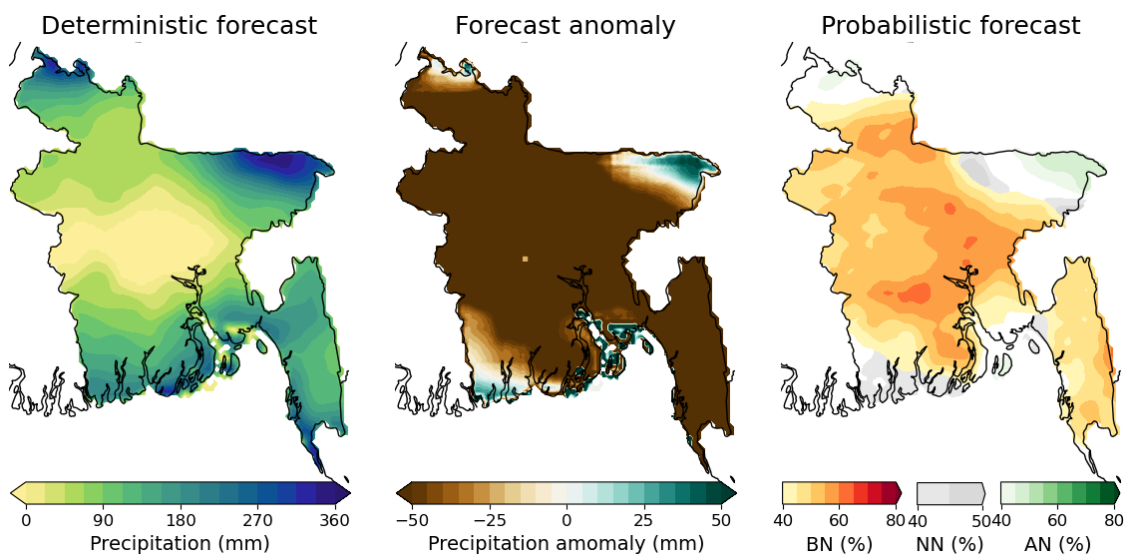 Deterministic forecast
Forecast anomaly
Probabilistic forecast
0 90 180 270 360
Precipitation (mm)
−50 −25 0 25 50
Precipitation amomaly (mm)
40 60 80
BN (%)
40 50
NN (%)
40 60 80
AN (%)